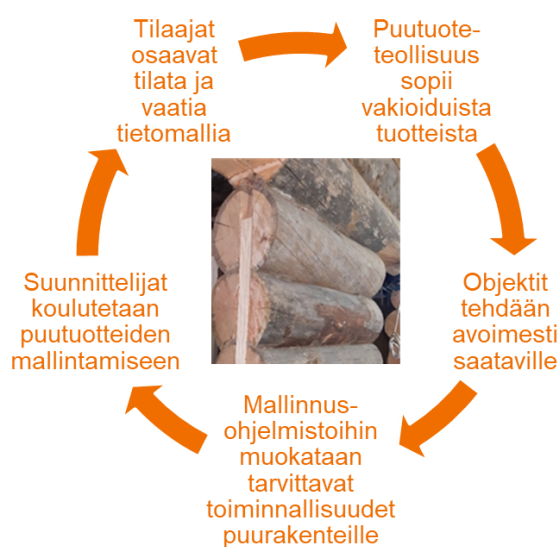 Tilaajat
osaavat
tilata ja
vaatia
tietomallia
Puutuote-
teollisuus
sopii
vakioiduista
tuotteista
Objektit
tehdään
avoimesti
saataville
Mallinnus-
ohjelmistoihin
muokataan
tarvittavat
toiminnallisuudet
puurakenteille
Suunnittelijat
koulutetaan
puutuotteiden
mallintamiseen